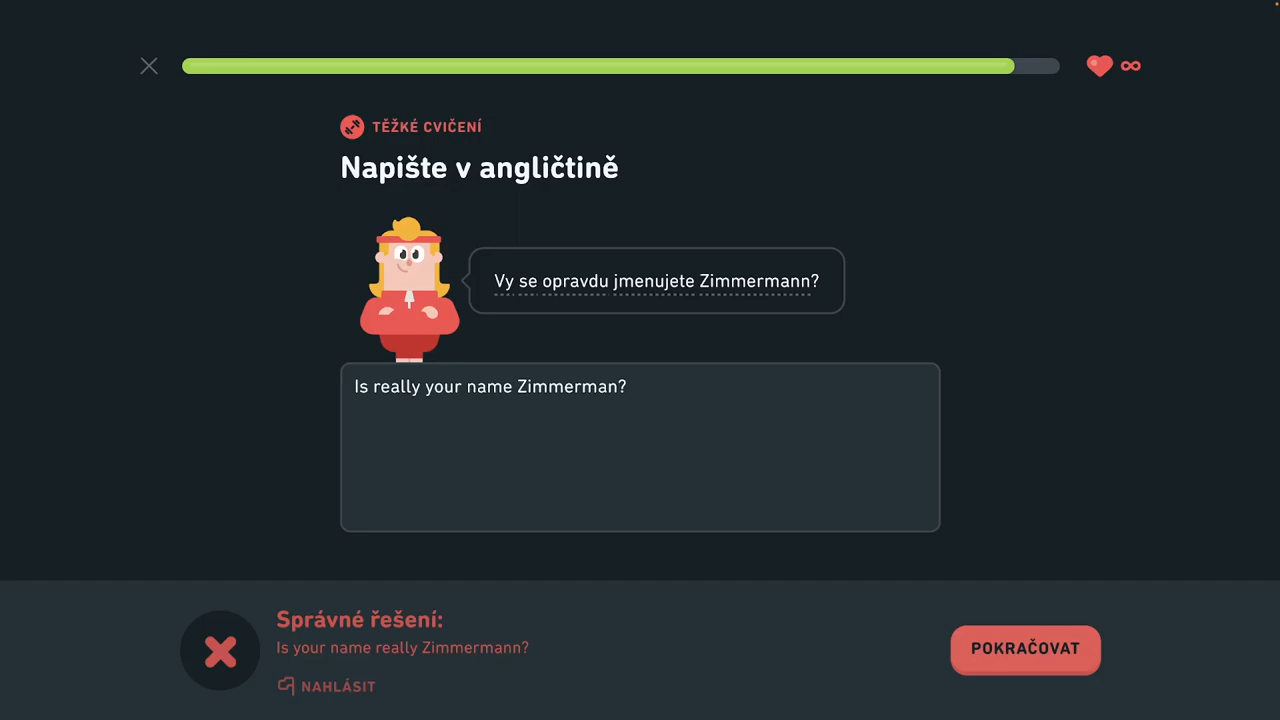 TĚŽKÉ CVIČENÍ
Napište v angličtině
Vy se opravdu jmenujete Zimmermann?
Is really your name Zimmerman?
Správné řešení:
Is your name really Zimmermann?
NAHLÁSIT
POKRAČOVAT